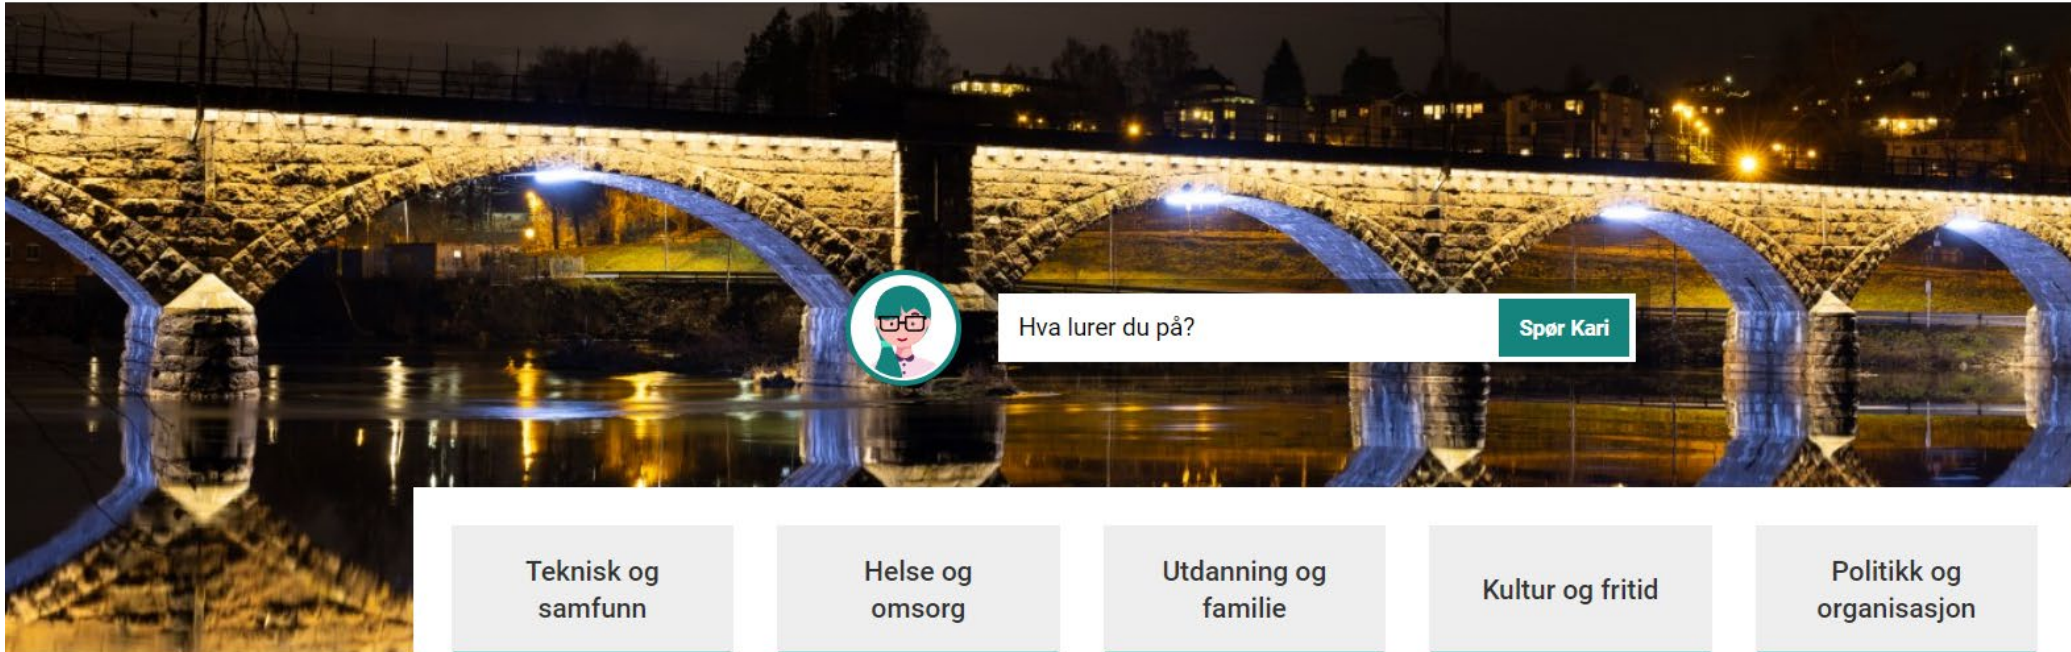 Hva lurer du på?
Spør Kari
Teknisk og
samfunn
Helse og
omsorg
Utdanning og
familie
Kultur og fritid
Politikk og
organisasjon